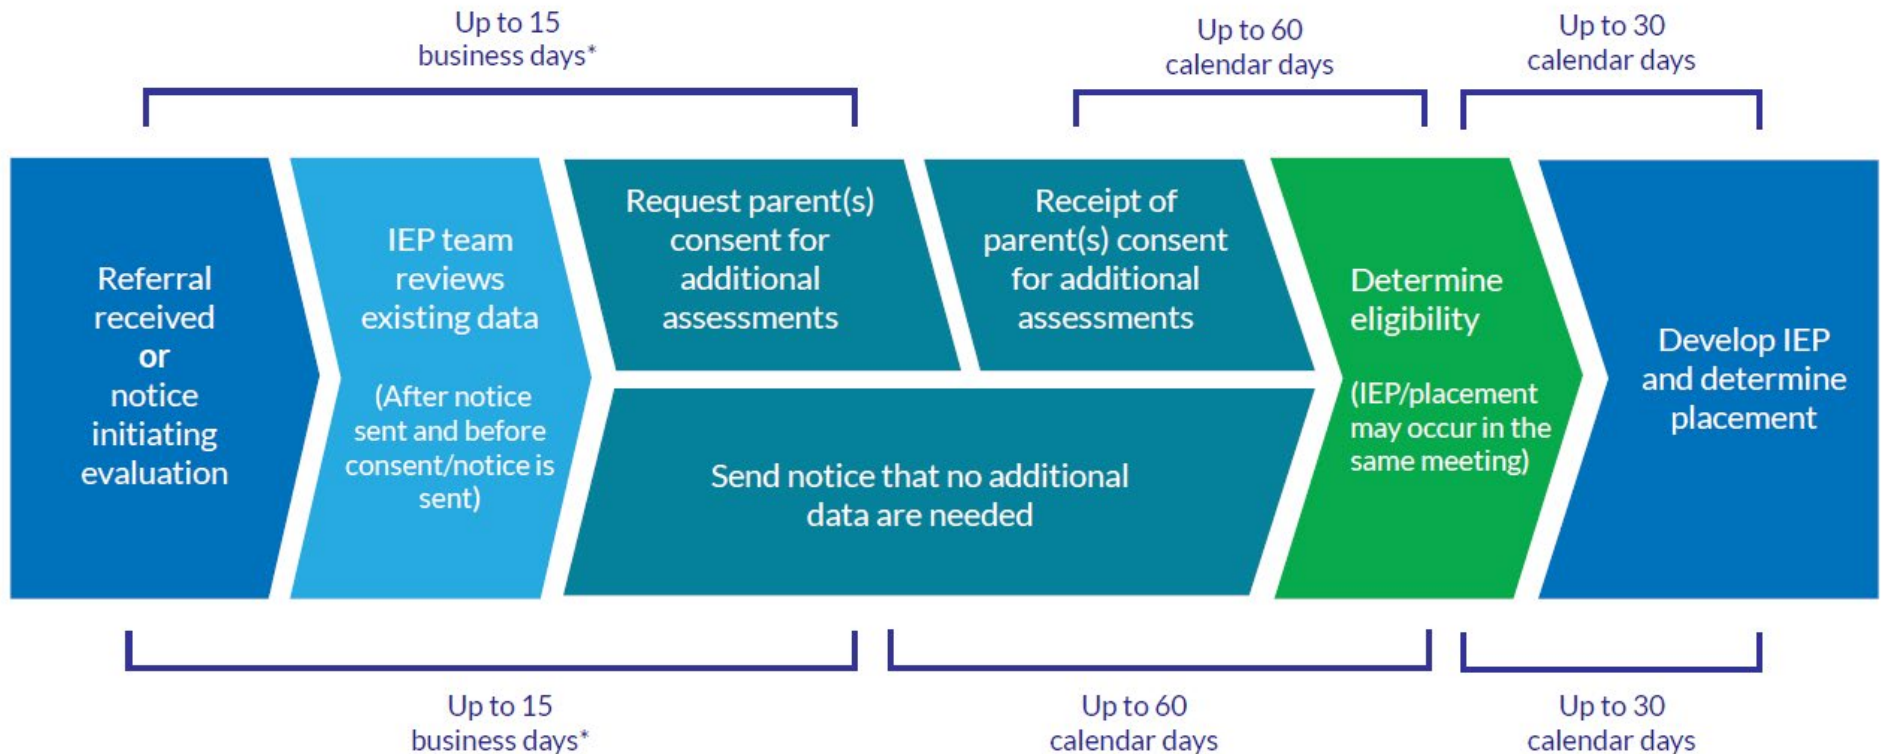 Up to 15
business days*
Up to 60
calendar days
Up to 30
calendar days
Referral
received
or
notice
initiating
evaluation
IEP team
reviews
existing data
(After notice
sent and before
consent/notice is
sent)
Request parent(s)
consent for
additional
assessments
Receipt of
parent(s) consent
for additional
assessments
Send notice that no additional
data are needed
Determine
eligibility
(IEP/placement
may occur in the
same meeting)
Develop IEP
and determine
placement
Up to 15
business days*
Up to 60
calendar days
Up to 30
calendar days